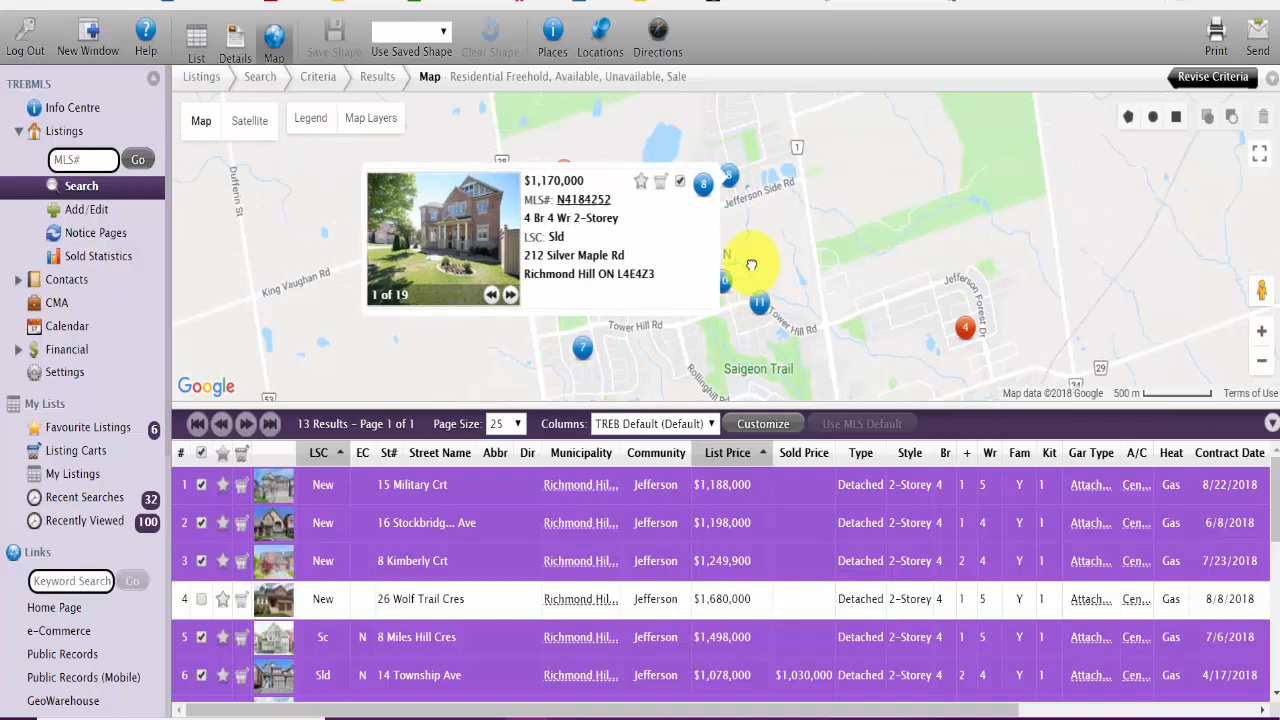 Log Out
New Window
Help
List
Details
Map
Save Shape
Use Saved Shape
Clear Shape
Places
Locations
Directions
Print
Send
TREBMLS
Info Centre
Listings
MLS#
Go
Search
Add/Edit
Notice Pages
Sold Statistics
Contacts
CMA
Calendar
Financial
Settings
My Lists
Favourite Listings 6
Listing Carts
My Listings
Recent Searches 32
Recently Viewed 100
Links
Keyword Search Go
Home Page
e-Commerce
Public Records
Public Records (Mobile)
GeoWarehouse
Listings Search Criteria Results Map Residential Freehold, Available, Unavailable, Sale
Revise Criteria
Map Satellite Legend Map Layers
Dufferin St
King Vaughan Rd
53
1
Jefferson Side Rd
8
$1,170,000
8
MLS#: N4184252
4 Br 4 Wr 2-Storey
LSC: Sld
212 Silver Maple Rd
Richmond Hill ON L4E4Z3
1 of 19
11
Tower Hill Rd
Tower Hill Rd
7
Saigeon Trail
Jefferson Forest Dr
4
29
+
−
Google
Map data ©2018 Google 500 m Terms of Use
13 Results - Page 1 of 1 Page Size: 25 Columns: TREB Default (Default) Customize Use MLS Default
# LSC EC St# Street Name Abbr Dir Municipality Community List Price Sold Price Type Style Br + Wr Fam Kit Gar Type A/C Heat Contract Date
1 New 15 Military Crt Richmond Hil... Jefferson $1,188,000 Detached 2-Storey 4 1 5 Y 1 Attach... Cen... Gas 8/22/2018
2 New 16 Stockbridg... Ave Richmond Hil... Jefferson $1,198,000 Detached 2-Storey 4 1 4 Y 1 Attach... Cen... Gas 6/8/2018
3 New 8 Kimberly Crt Richmond Hil... Jefferson $1,249,900 Detached 2-Storey 4 2 4 Y 1 Attach... Cen... Gas 7/23/2018
4 New 26 Wolf Trail Cres Richmond Hil... Jefferson $1,680,000 Detached 2-Storey 4 1 5 Y 1 Attach... Cen... Gas 8/8/2018
5 Sc N 8 Miles Hill Cres Richmond Hil... Jefferson $1,498,000 Detached 2-Storey 4 1 5 Y 1 Attach... Cen... Gas 7/6/2018
6 Sld N 14 Township Ave Richmond Hil... Jefferson $1,078,000 $1,030,000 Detached 2-Storey 4 2 4 Y 1 Attach... Cen... Gas 4/17/2018